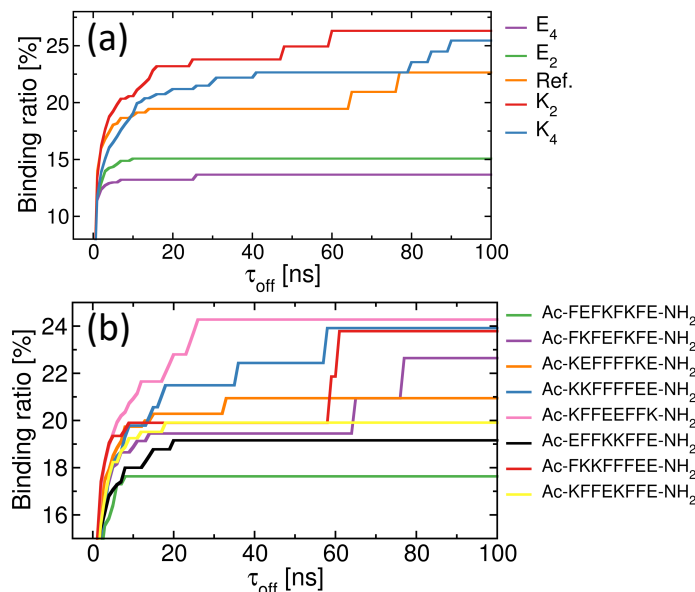 (a)
Binding ratio [%]
25
20
15
10
0 20 40 60 80 100
τoff [ns]
E4
E2
Ref.
K2
K4
(b)
Binding ratio [%]
24
22
20
18
16
0 20 40 60 80 100
τoff [ns]
Ac-FEFKFKFE-NH2
Ac-FKFEFKFE-NH2
Ac-KEFFFFKE-NH2
Ac-KKFFFFEE-NH2
Ac-KFFEEFFK-NH2
Ac-EFFKKFFE-NH2
Ac-FKKFFFEE-NH2
Ac-KFFEKFFE-NH2